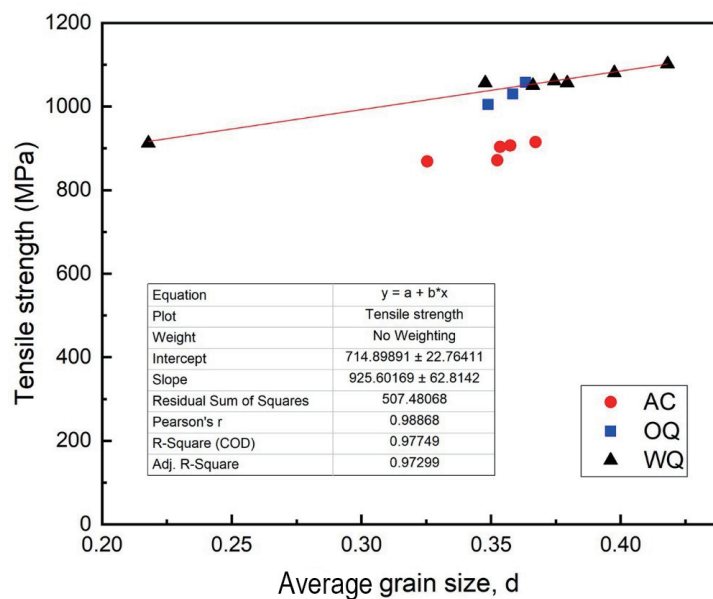 1200
1000
800
600
400
200
0
Tensile strength (MPa)
Equation y = a + b*x
Plot Tensile strength
Weight No Weighting
Intercept 714.89891 ± 22.76411
Slope 925.60169 ± 62.8142
Residual Sum of Squares 507.48068
Pearson's r 0.98868
R-Square (COD) 0.97749
Adj. R-Square 0.97299
AC
OQ
WQ
0.20 0.25 0.30 0.35 0.40
Average grain size, d